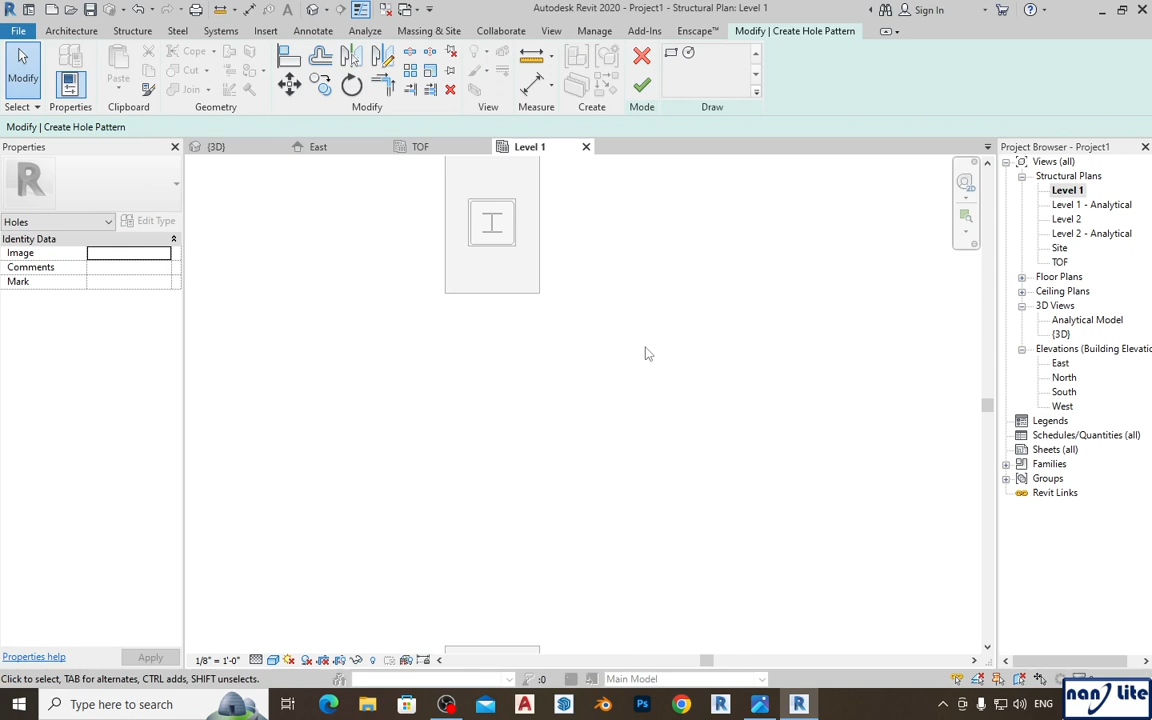 Autodesk Revit 2020 - Project1 - Structural Plan: Level 1
Sign In
File Architecture Structure Steel Systems Insert Annotate Analyze Massing & Site Collaborate View Manage Add-Ins Enscape™ Modify | Create Hole Pattern
Modify
Paste
Cope
Cut
Join
Select Properties Clipboard Geometry Modify View Measure Create Mode Draw
Modify | Create Hole Pattern
Properties
{3D} East TOF Level 1
Project Browser - Project1
Holes
Edit Type
Identity Data
Image
Comments
Mark
Views (all)
Structural Plans
Level 1
Level 1 - Analytical
Level 2
Level 2 - Analytical
Site
TOF
Floor Plans
Ceiling Plans
3D Views
Analytical Model
{3D}
Elevations (Building Elevatio
East
North
South
West
Legends
Schedules/Quantities (all)
Sheets (all)
Families
Groups
Revit Links
2D
Properties help
Apply
1/8" = 1'-0"
Click to select, TAB for alternates, CTRL adds, SHIFT unselects.
:0
Main Model
Type here to search
ENG
nanolite